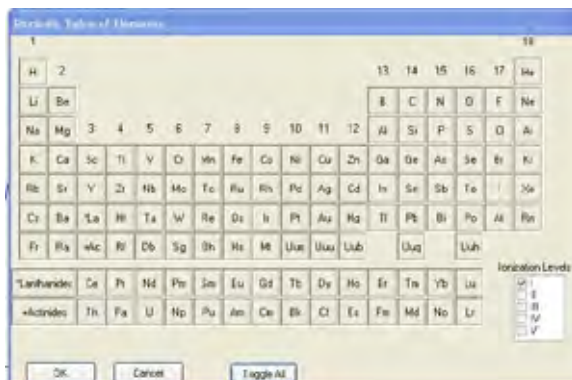 Periodic Table of Elements
1 18
H 2 13 14 15 16 17 He
Li Be B C N O F Ne
Na Mg 3 4 5 6 7 8 9 10 11 12 Al Si P S Cl Ar
K Ca Sc Ti V Cr Mn Fe Co Ni Cu Zn Ga Ge As Se Br Kr
Rb Sr Y Zr Nb Mo Tc Ru Rh Pd Ag Cd In Sn Sb Te I Xe
Cs Ba *La Hf Ta W Re Os Ir Pt Au Hg Tl Pb Bi Po At Rn
Fr Ra +Ac Rf Db Sg Bh Hs Mt Uun Uuu Uub Uuq Uuh
Ionization Levels
*Lanthanides Ce Pr Nd Pm Sm Eu Gd Tb Dy Ho Er Tm Yb Lu I
II
III
+Actinides Th Pa U Np Pu Am Cm Bk Cf Es Fm Md No Lr IV
V
OK Cancel Toggle All